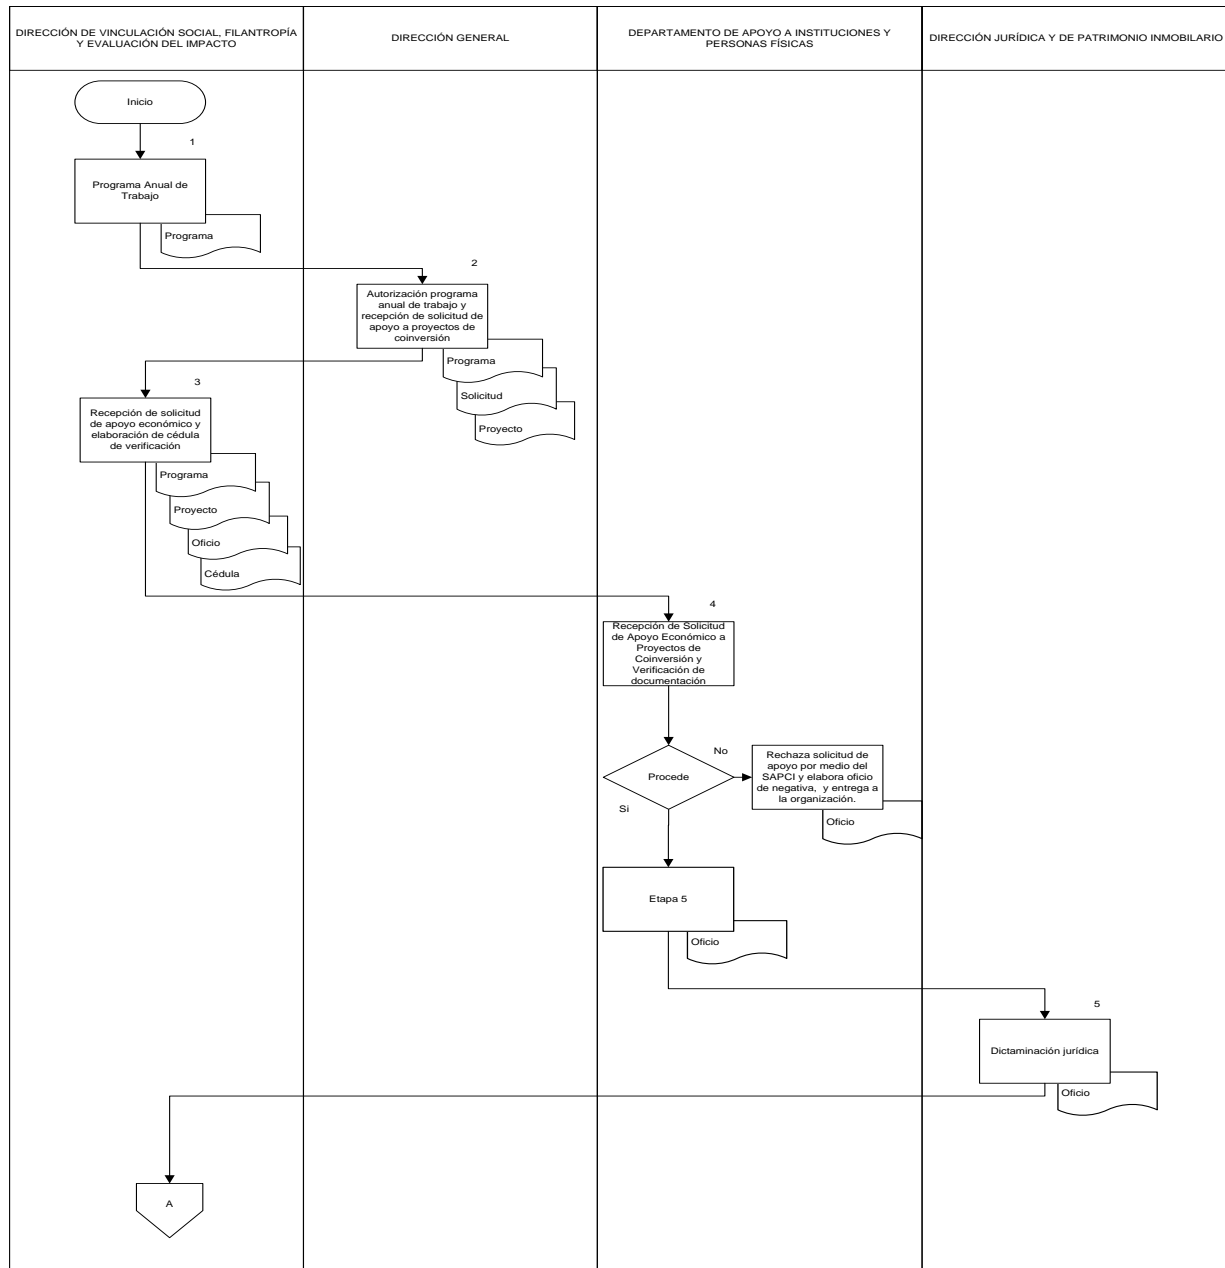 DIRECCIÓN DE VINCULACIÓN SOCIAL, FILANTROPÍA
Y EVALUACIÓN DEL IMPACTO
DIRECCIÓN GENERAL
DEPARTAMENTO DE APOYO A INSTITUCIONES Y
PERSONAS FÍSICAS
DIRECCIÓN JURÍDICA Y DE PATRIMONIO INMOBILARIO
Inicio
1
Programa Anual de
Trabajo
Programa
2
Autorización programa
anual de trabajo y
recepción de solicitud de
apoyo a proyectos de
coinversión
Programa
Solicitud
Proyecto
3
Recepción de solicitud
de apoyo económico y
elaboración de cédula
de verificación
Programa
Proyecto
Oficio
Cédula
4
Recepción de Solicitud
de Apoyo Económico a
Proyectos de
Coinversión y
Verificación de
documentación
Procede
No
Si
Rechaza solicitud de
apoyo por medio del
SAPCI y elabora oficio
de negativa, y entrega a
la organización.
Oficio
Etapa 5
Oficio
5
Dictaminación jurídica
Oficio
A